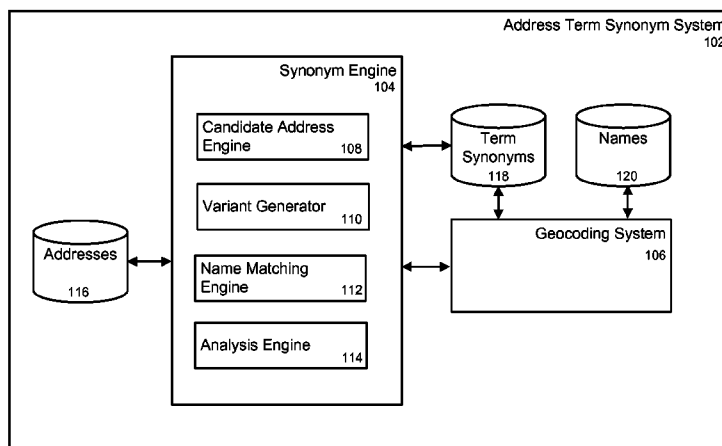 Address Term Synonym System
102
Synonym Engine
104
Candidate Address
Engine
108
Variant Generator
110
Name Matching
Engine
112
Analysis Engine
114
Addresses
116
Term
Synonyms
118
Names
120
Geocoding System
106